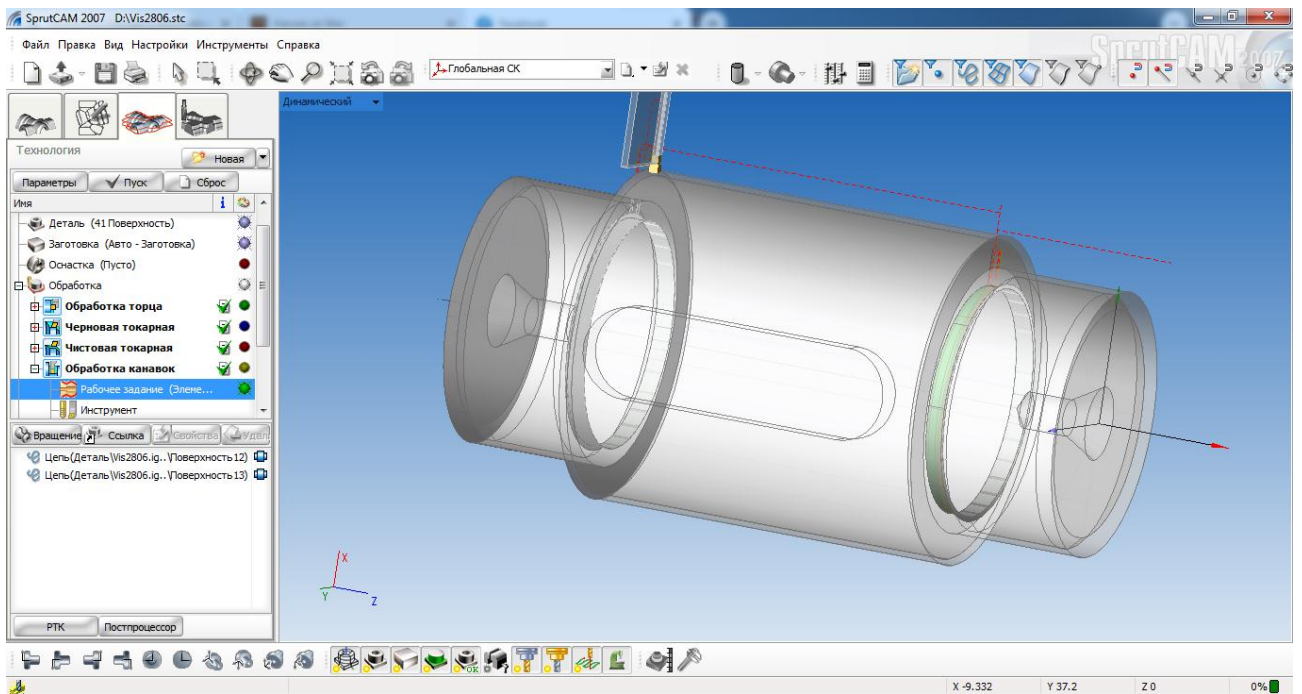 SprutCAM 2007 D:\Vis2806.stc
Файл Правка Вид Настройки Инструменты Справка
SprutCAM 2007
Глобальная СК
Динамический
Технология
Новая
Параметры Пуск Сброс
Имя
Деталь (41 Поверхность)
Заготовка (Авто - Заготовка)
Оснастка (Пусто)
Обработка
Обработка торца
Черновая токарная
Чистовая токарная
Обработка канавок
Рабочее задание (Элеме...
Инструмент
Вращение Ссылка Свойства Удал
Цепь(Деталь\Vis2806.ig..\Поверхность12)
Цепь(Деталь\Vis2806.ig..\Поверхность13)
X
Y
Z
РТК Постпроцессор
OK
X -9.332 Y 37.2 Z 0 0%